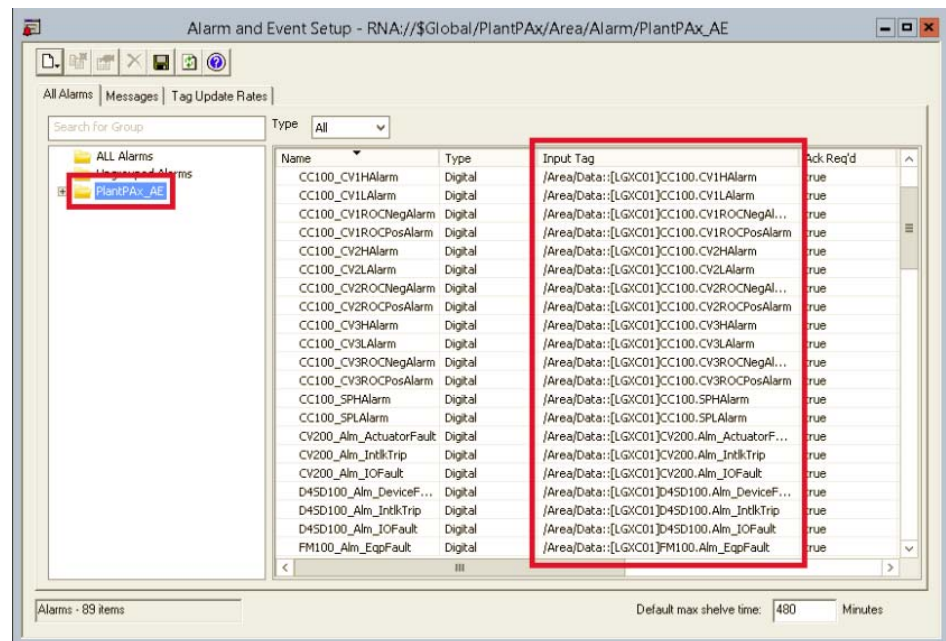 Alarm and Event Setup - RNA://$Global/PlantPAx/Area/Alarm/PlantPAx_AE
All Alarms Messages Tag Update Rates
Search for Group Type All
ALL Alarms
Ungrouped Alarms
PlantPAx_AE
Name Type Input Tag Ack Req'd
CC100_CV1HAlarm Digital /Area/Data::[LGXC01]CC100.CV1HAlarm true
CC100_CV1LAlarm Digital /Area/Data::[LGXC01]CC100.CV1LAlarm true
CC100_CV1ROCNegAlarm Digital /Area/Data::[LGXC01]CC100.CV1ROCNegAl... true
CC100_CV1ROCPosAlarm Digital /Area/Data::[LGXC01]CC100.CV1ROCPosAlarm true
CC100_CV2HAlarm Digital /Area/Data::[LGXC01]CC100.CV2HAlarm true
CC100_CV2LAlarm Digital /Area/Data::[LGXC01]CC100.CV2LAlarm true
CC100_CV2ROCNegAlarm Digital /Area/Data::[LGXC01]CC100.CV2ROCNegAl... true
CC100_CV2ROCPosAlarm Digital /Area/Data::[LGXC01]CC100.CV2ROCPosAlarm true
CC100_CV3HAlarm Digital /Area/Data::[LGXC01]CC100.CV3HAlarm true
CC100_CV3LAlarm Digital /Area/Data::[LGXC01]CC100.CV3LAlarm true
CC100_CV3ROCNegAlarm Digital /Area/Data::[LGXC01]CC100.CV3ROCNegAl... true
CC100_CV3ROCPosAlarm Digital /Area/Data::[LGXC01]CC100.CV3ROCPosAlarm true
CC100_SPHAlarm Digital /Area/Data::[LGXC01]CC100.SPHAlarm true
CC100_SPLAlarm Digital /Area/Data::[LGXC01]CC100.SPLAlarm true
CV200_Alm_ActuatorFault Digital /Area/Data::[LGXC01]CV200.Alm_ActuatorF... true
CV200_Alm_IntlkTrip Digital /Area/Data::[LGXC01]CV200.Alm_IntlkTrip true
CV200_Alm_IOFault Digital /Area/Data::[LGXC01]CV200.Alm_IOFault true
D4SD100_Alm_DeviceF... Digital /Area/Data::[LGXC01]D4SD100.Alm_DeviceF... true
D4SD100_Alm_IntlkTrip Digital /Area/Data::[LGXC01]D4SD100.Alm_IntlkTrip true
D4SD100_Alm_IOFault Digital /Area/Data::[LGXC01]D4SD100.Alm_IOFault true
FM100_Alm_EqpFault Digital /Area/Data::[LGXC01]FM100.Alm_EqpFault true
Alarms - 89 items Default max shelve time: 480 Minutes